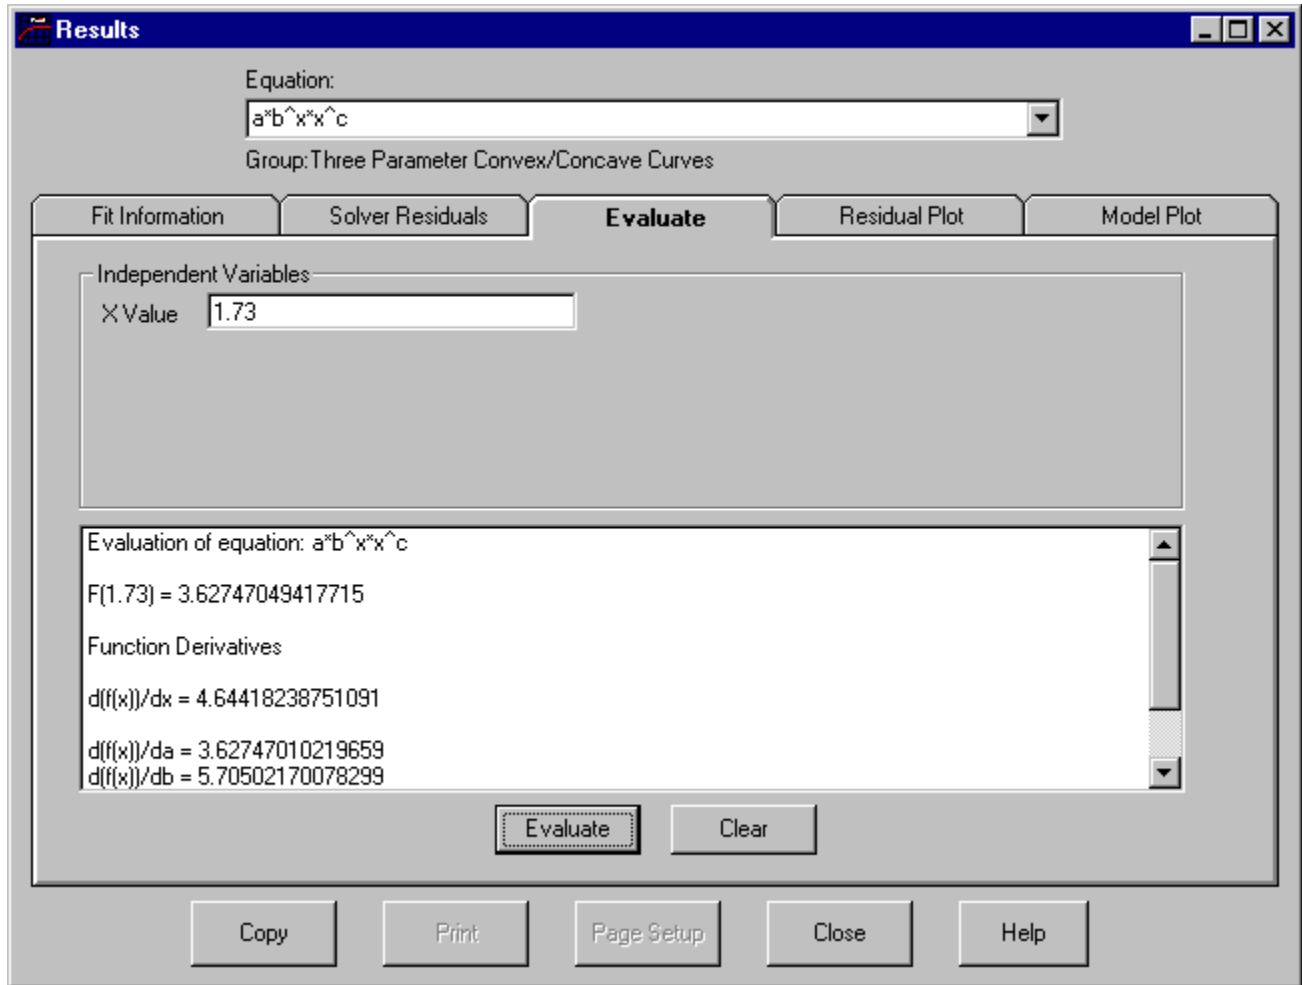 Results
Equation:
a*b^x*x^c
Group:Three Parameter Convex/Concave Curves
Fit Information
Solver Residuals
Evaluate
Residual Plot
Model Plot
Independent Variables
X Value 1.73
Evaluation of equation: a*b^x*x^c
F(1.73) = 3.62747049417715
Function Derivatives
d(f(x))/dx = 4.64418238751091
d(f(x))/da = 3.62747010219659
d(f(x))/db = 5.70502170078299
Evaluate
Clear
Copy
Print
Page Setup
Close
Help